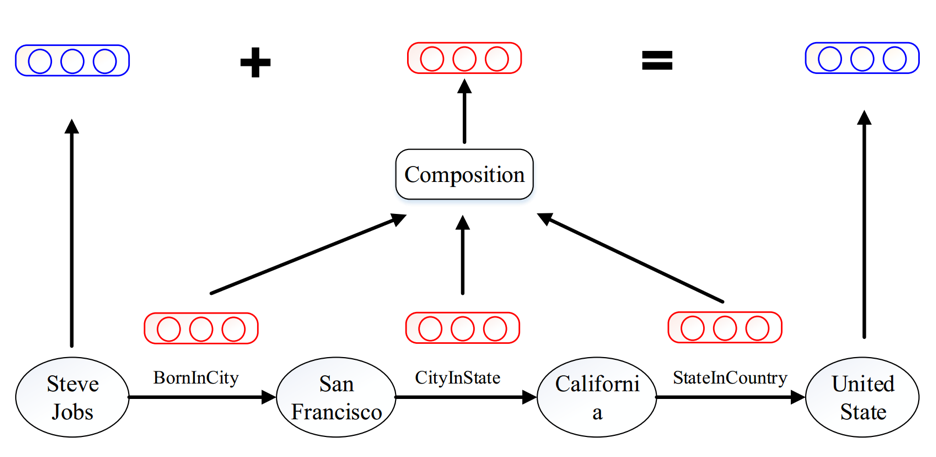 +
=
Composition
BornInCity
CityInState
StateInCountry
Steve
Jobs
San
Francisco
Californi
a
United
State